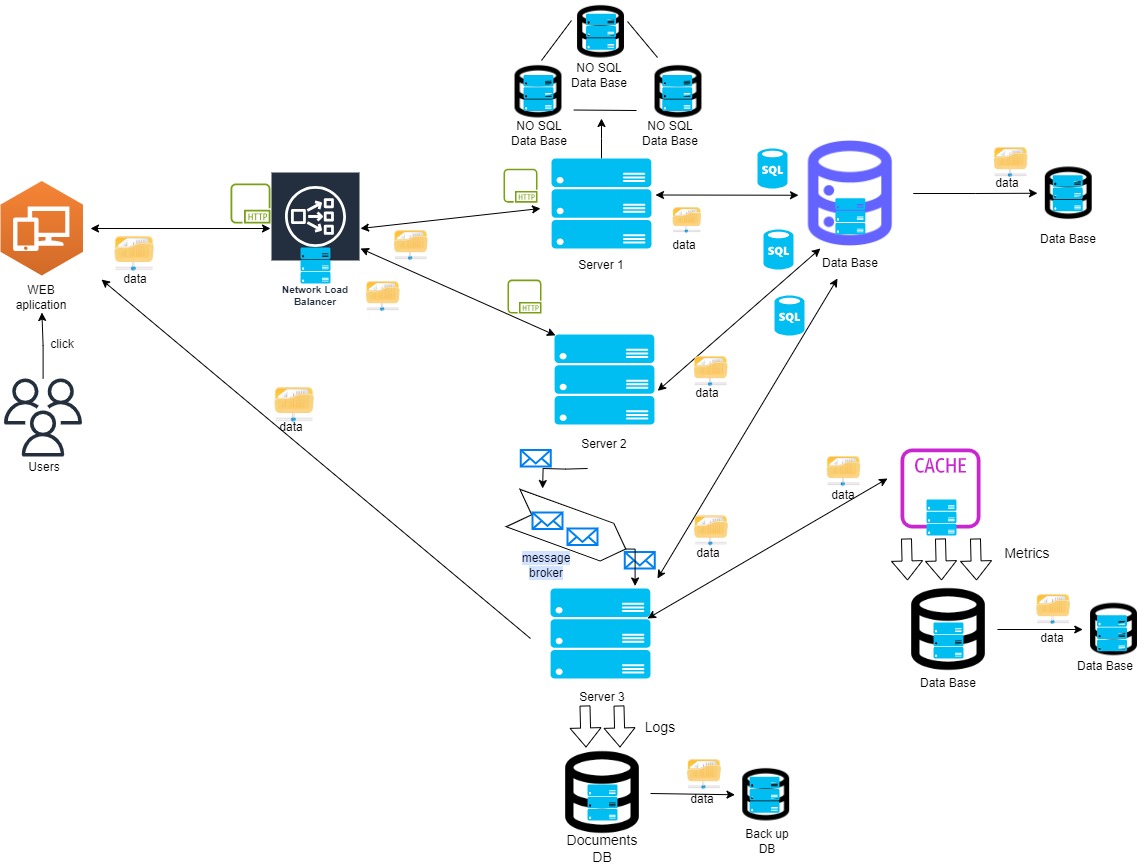 NO SQL
Data Base
NO SQL
Data Base
NO SQL
Data Base
HTTP
HTTP
SQL
data
Data Base
data
data
Server 1
SQL
Data Base
WEB
aplication
Network Load
Balancer
HTTP
SQL
click
data
data
Users
Server 2
CACHE
data
message
broker
data
Metrics
data
Data Base
Data Base
Server 3
Logs
data
Documents
DB
Back up
DB